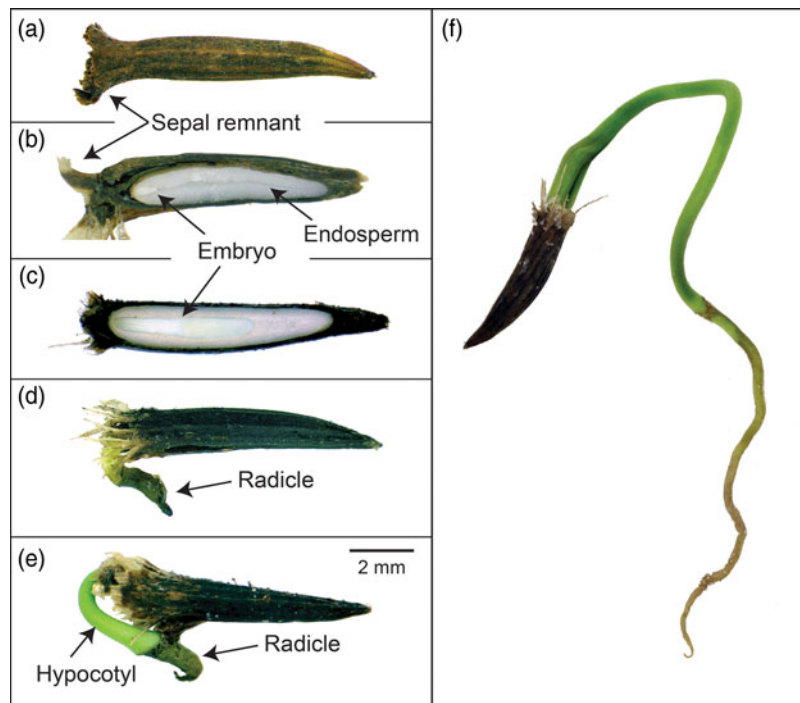 (a)
Sepal remnant
(b)
Endosperm
Embryo
(c)
(d)
Radicle
(e)
2 mm
Radicle
Hypocotyl
(f)